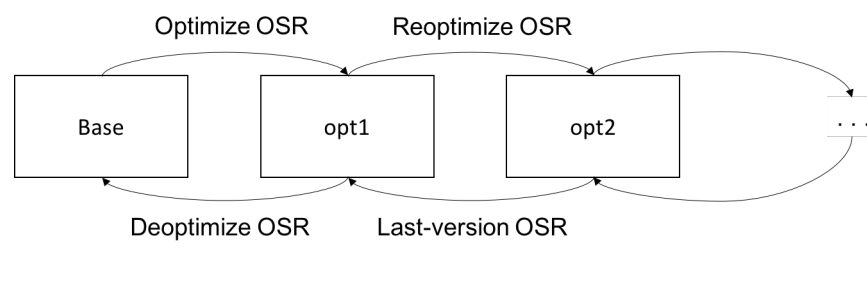 Optimize OSR
Reoptimize OSR
Base
opt1
opt2
. . .
Deoptimize OSR
Last-version OSR